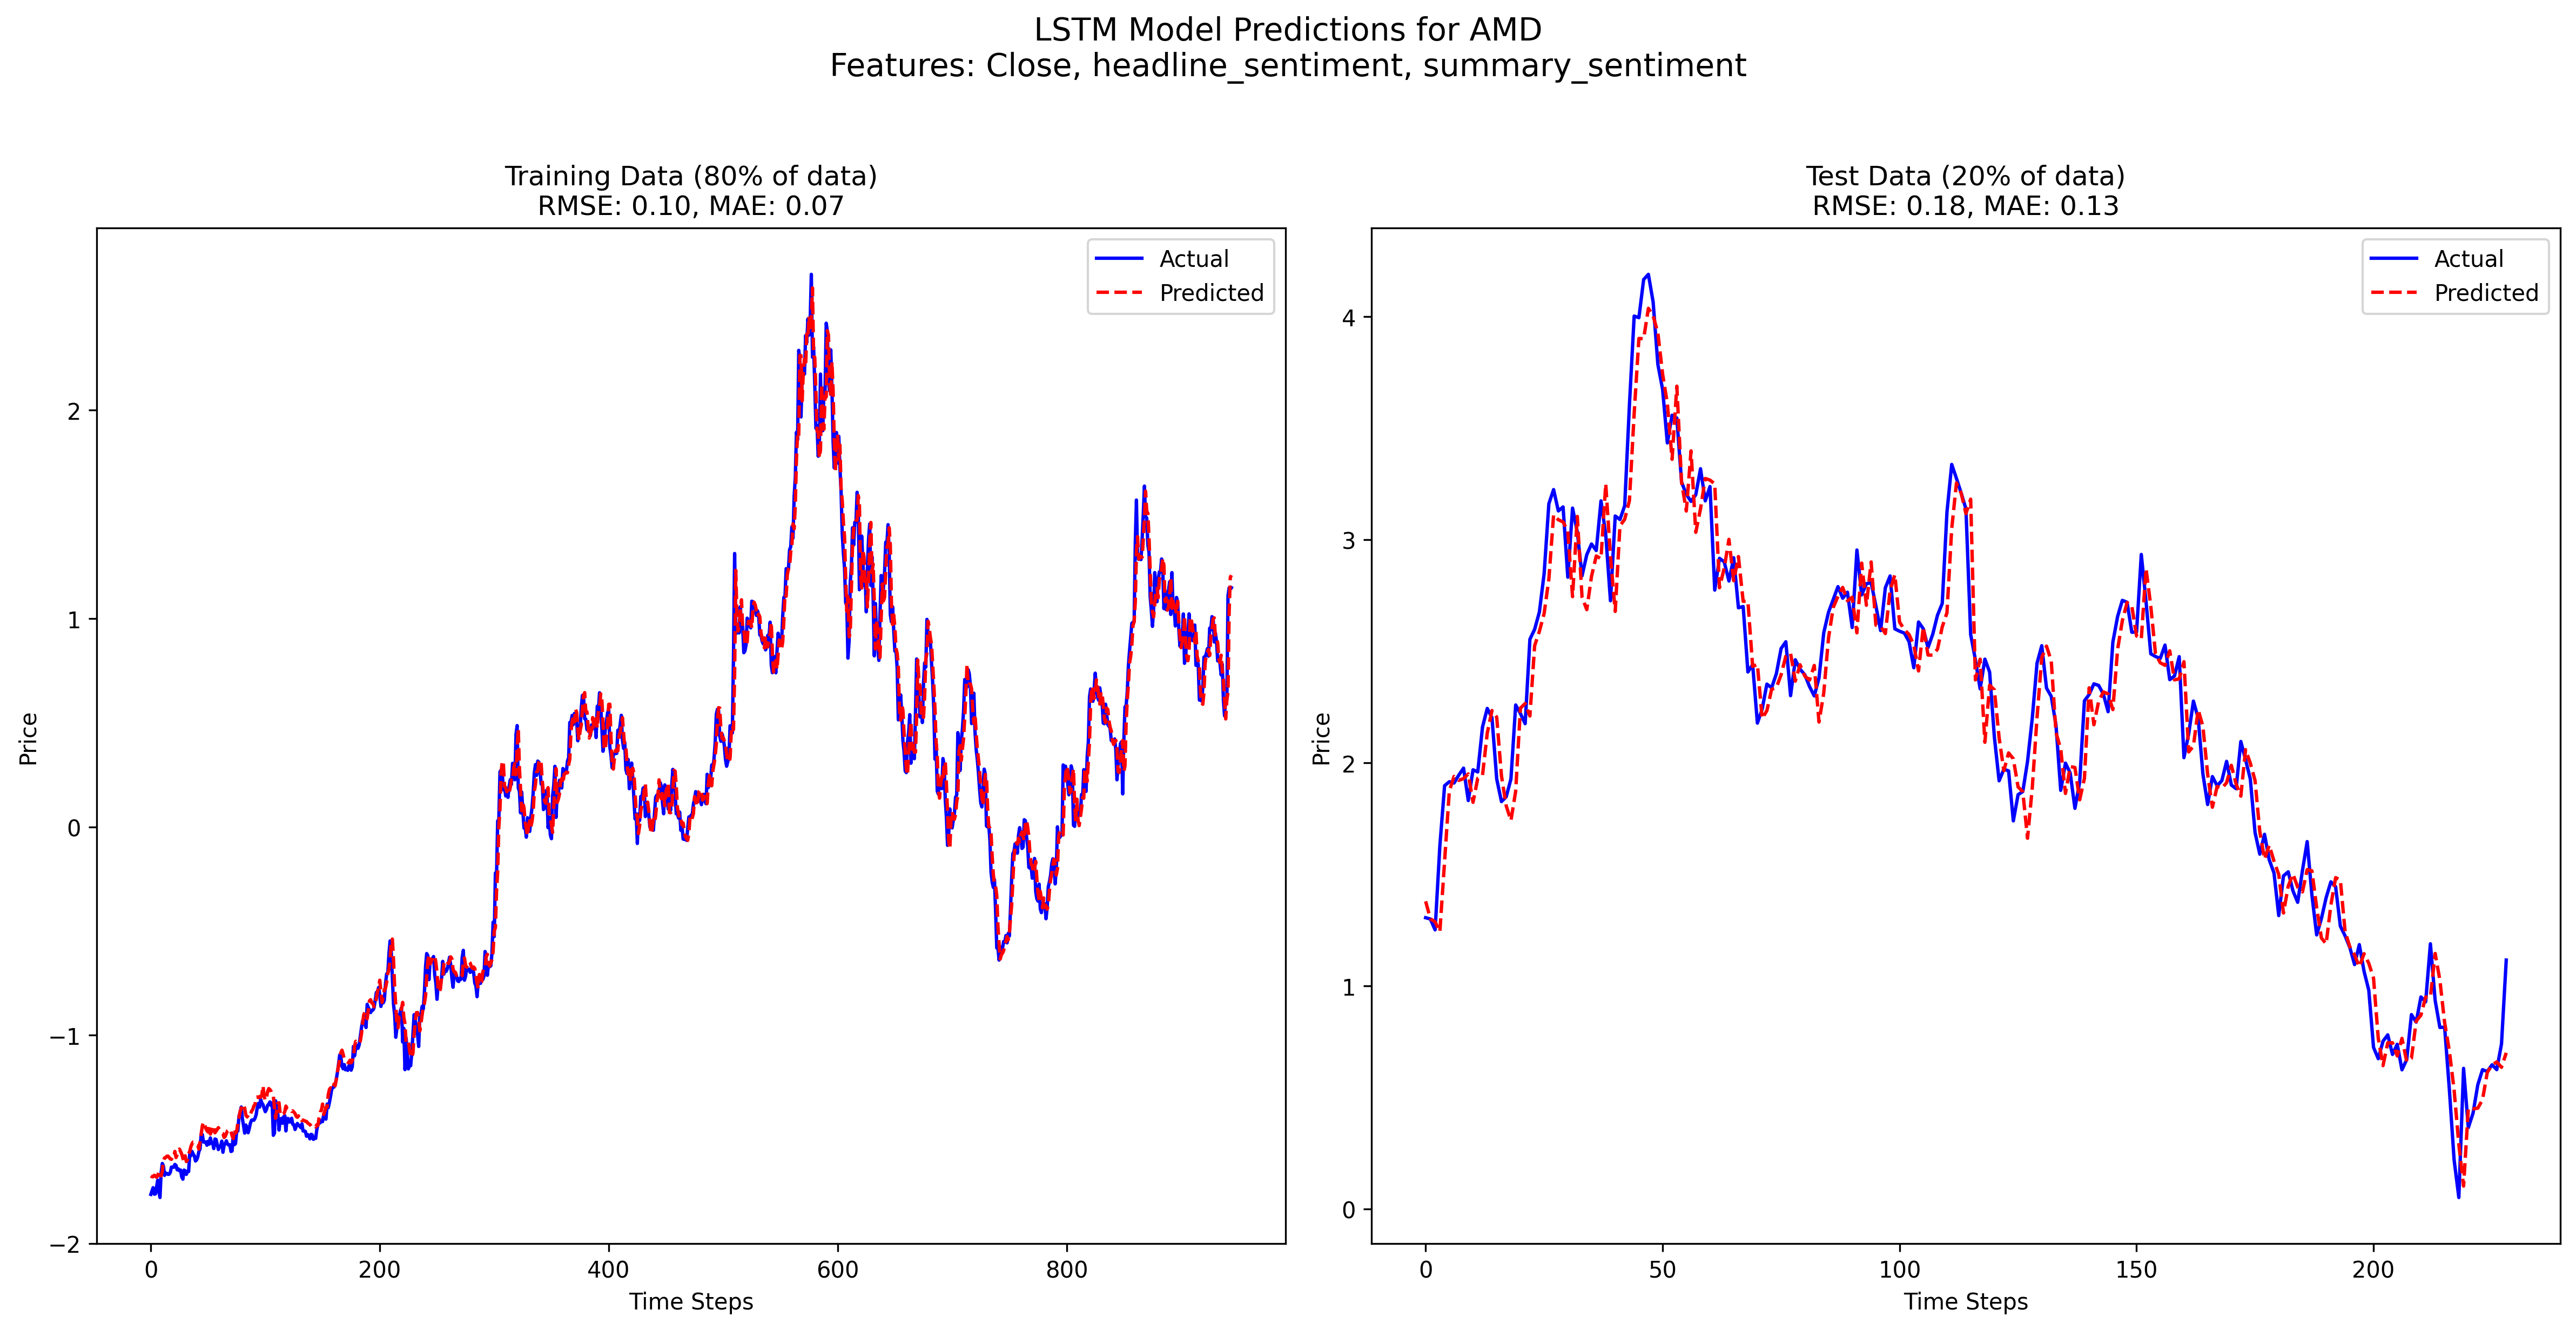 LSTM Model Predictions for AMD
Features: Close, headline_sentiment, summary_sentiment
Training Data (80% of data)
RMSE: 0.10, MAE: 0.07
Actual
Predicted
2
1
0
−1
−2
Price
0
200
400
600
800
Time Steps
Test Data (20% of data)
RMSE: 0.18, MAE: 0.13
Actual
Predicted
4
3
2
1
0
Price
0
50
100
150
200
Time Steps